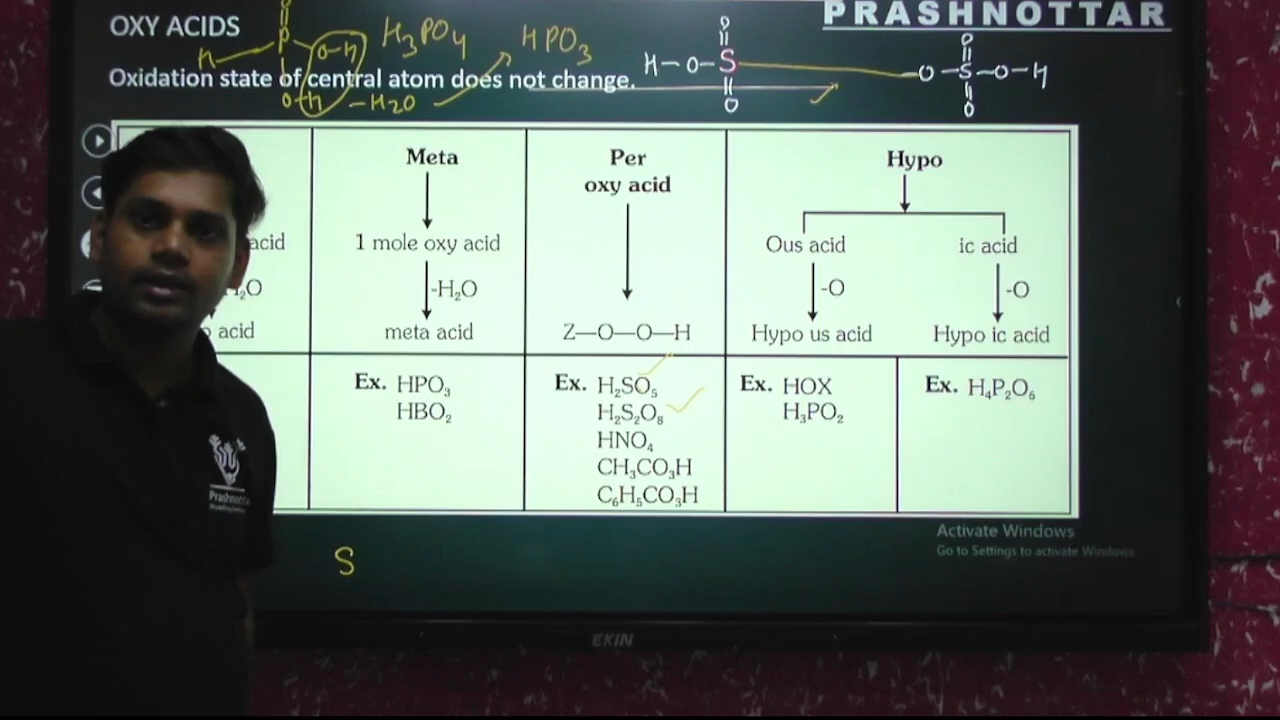 PRASHNOTTAR
OXY ACIDS
H₃PO₄
HPO₃
Oxidation state of central atom does not change.
O-H
O-H -H₂O
H-O-S
O
O
-O-S-O-H
O
O
Meta
1 mole oxy acid
-H₂O
meta acid
Per
oxy acid
Z—O—O—H
Hypo
Ous acid
-O
Hypo us acid
ic acid
-O
Hypo ic acid
acid
acid
Ex. HPO₃
HBO₂
Ex. H₂SO₅
H₂S₂O₈
HNO₄
CH₃CO₃H
C₆H₅CO₃H
Ex. HOX
H₃PO₂
Ex. H₄P₂O₆
S
Activate Windows
Go to Settings to activate Windows
EKIN